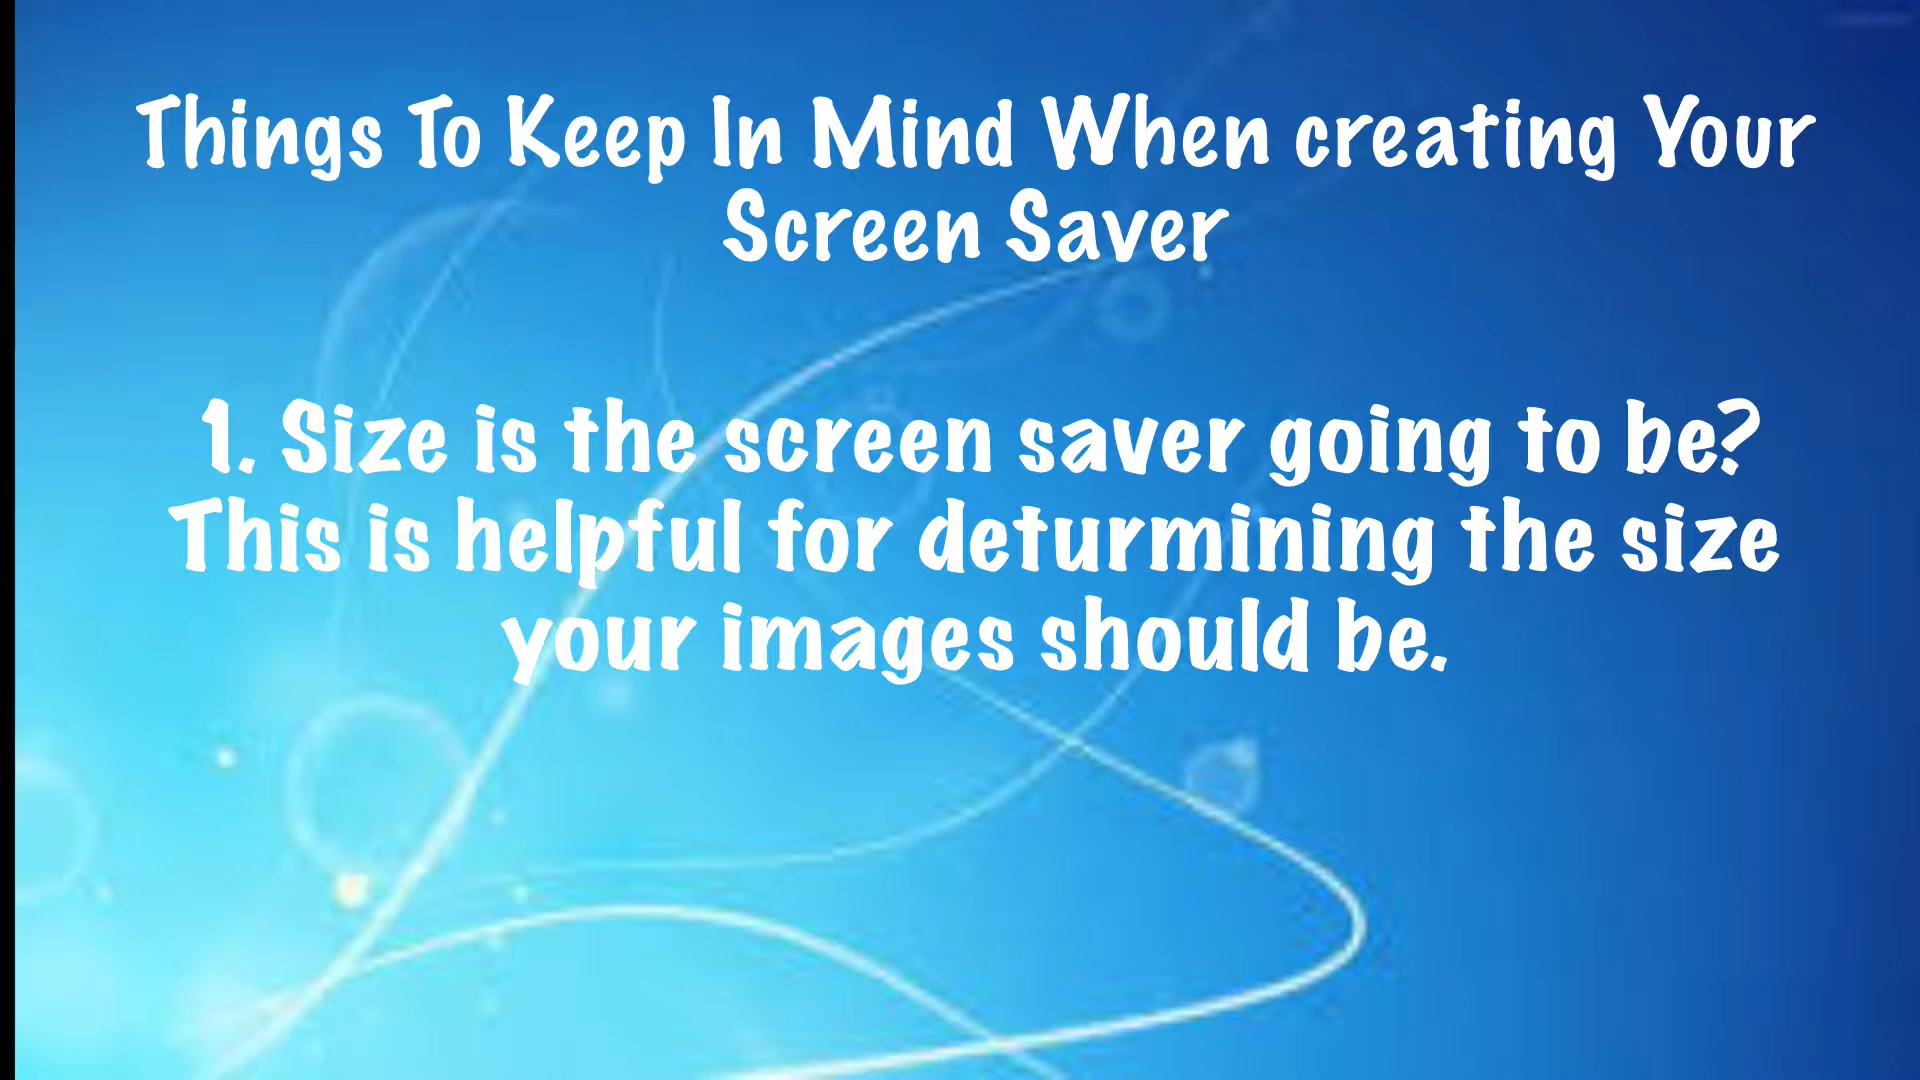 Things To Keep In Mind When creating Your
Screen Saver
1. Size is the screen saver going to be?
This is helpful for deturmining the size
your images should be.